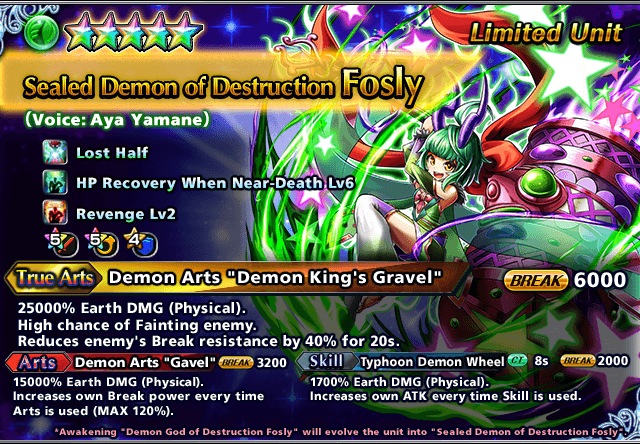 Limited Unit
Sealed Demon of Destruction Fosly
(Voice: Aya Yamane)
Lost Half
HP Recovery When Near-Death Lv6
Revenge Lv2
5 5 4
True Arts Demon Arts "Demon King's Gravel" BREAK 6000
25000% Earth DMG (Physical).
High chance of Fainting enemy.
Reduces enemy's Break resistance by 40% for 20s.
Arts Demon Arts "Gavel" BREAK 3200
15000% Earth DMG (Physical).
Increases own Break power every time
Arts is used (MAX 120%).
Skill Typhoon Demon Wheel CT 8s BREAK 2000
1700% Earth DMG (Physical).
Increases own ATK every time Skill is used.
*Awakening "Demon God of Destruction Fosly" will evolve the unit into "Sealed Demon of Destruction Fosly".